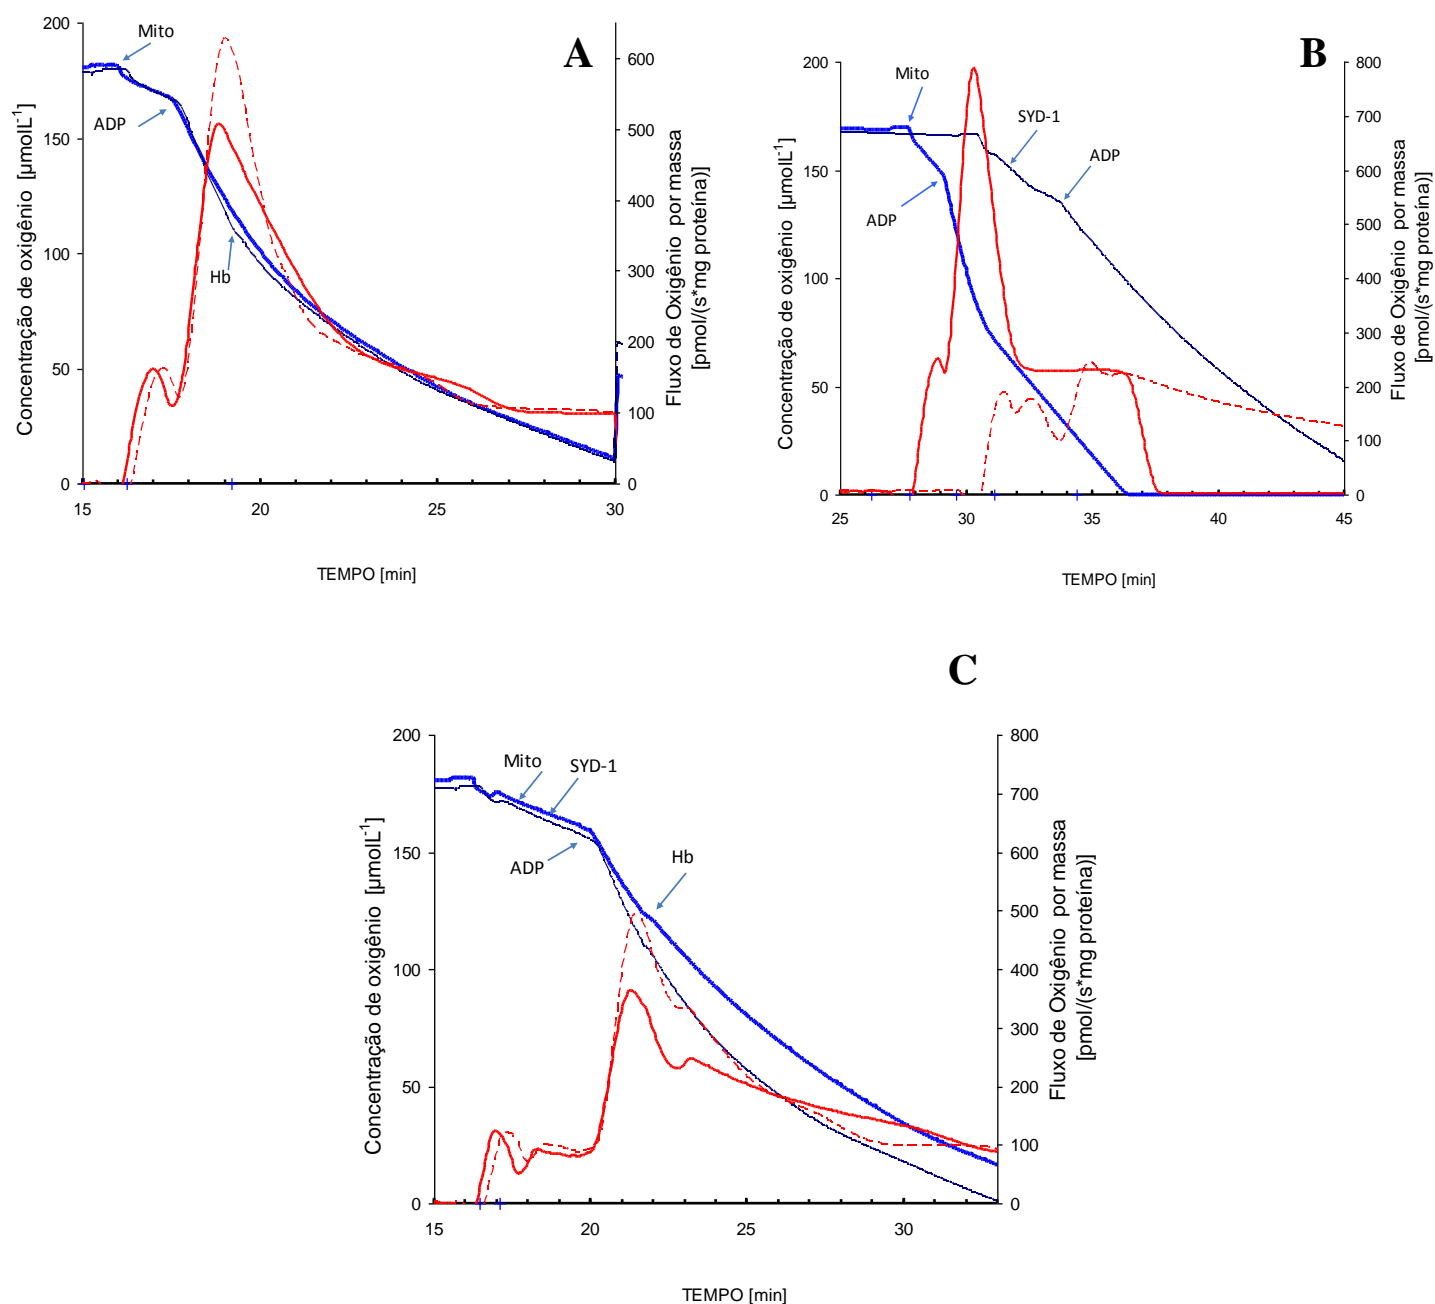 A
200
150
100
50
0
15
20
25
30
600
500
400
300
200
100
0
Mito
ADP
Hb
Concentração de oxigênio [µmolL-1]
Fluxo de Oxigênio por massa
[pmol/(s*mg proteína)]
TEMPO [min]
B
200
150
100
50
0
25
30
35
40
45
800
700
600
500
400
300
200
100
0
Mito
SYD-1
ADP
ADP
Concentração de oxigênio [µmolL-1]
Fluxo de Oxigênio por massa
[pmol/(s*mg proteína)]
TEMPO [min]
C
200
150
100
50
0
15
20
25
30
800
700
600
500
400
300
200
100
0
Mito
SYD-1
ADP
Hb
Concentração de oxigênio [µmolL-1]
Fluxo de Oxigênio por massa
[pmol/(s*mg proteína)]
TEMPO [min]